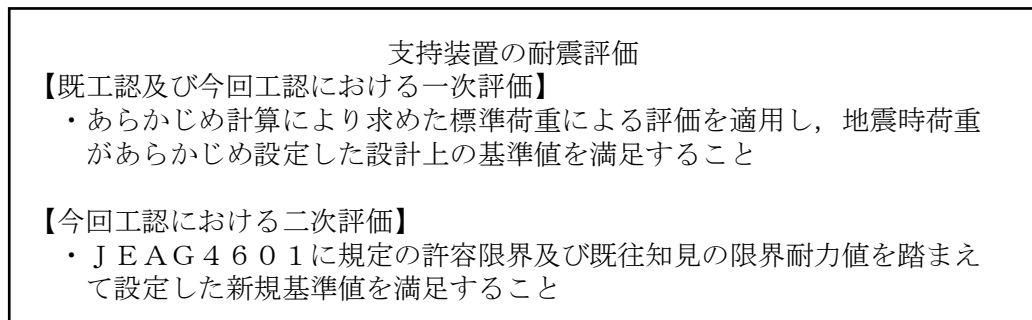 支持装置の耐震評価
【既工認及び今回工認における一次評価】
・あらかじめ計算により求めた標準荷重による評価を適用し，地震時荷重
があらかじめ設定した設計上の基準値を満足すること
【今回工認における二次評価】
・ＪＥＡＧ４６０１に規定の許容限界及び既往知見の限界耐力値を踏まえ
て設定した新規基準値を満足すること